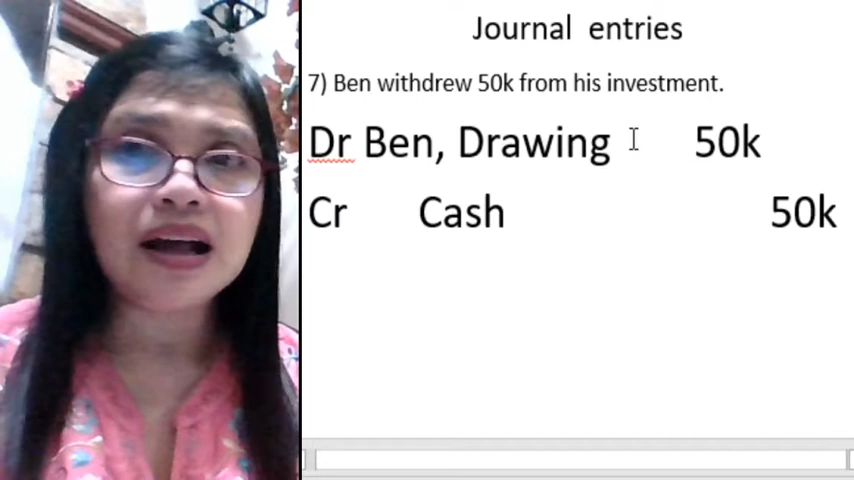 Journal entries
7) Ben withdrew 50k from his investment.
Dr Ben, Drawing 50k
Cr Cash 50k